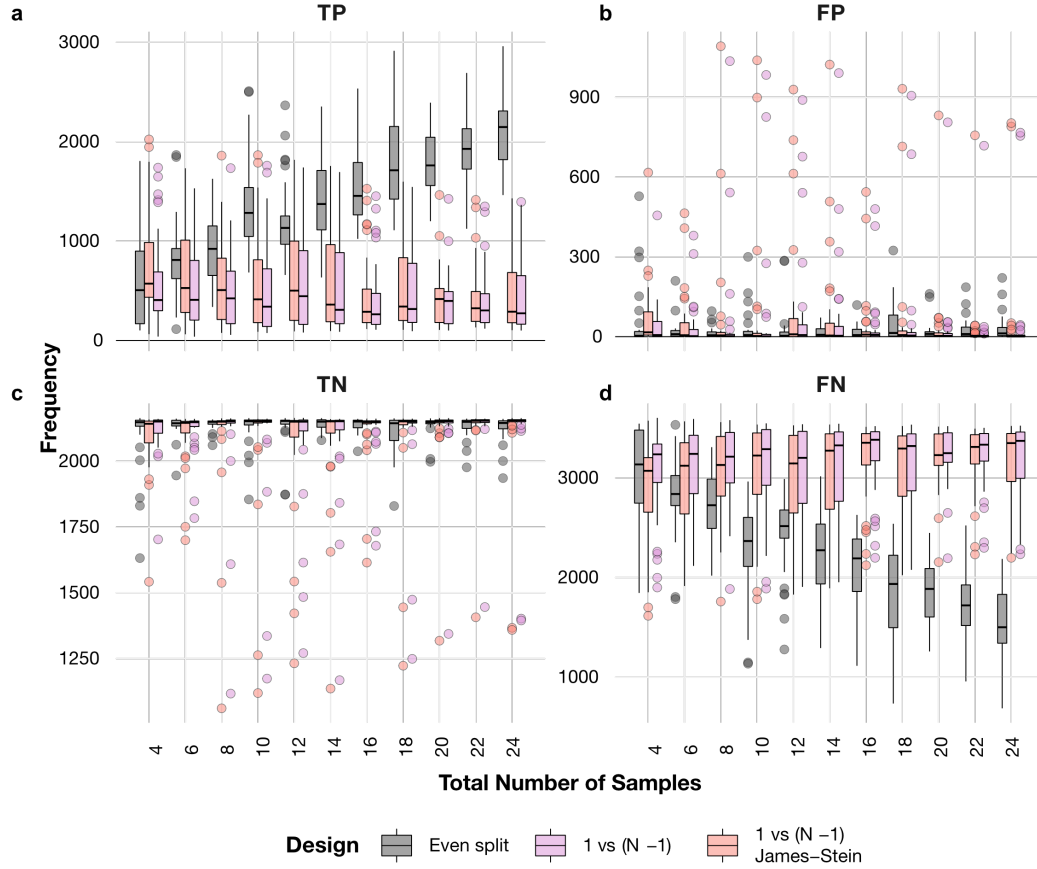 a TP
b FP
3000
2000
1000
0
900
600
300
0
Frequency
c TN
d FN
2000
1750
1500
1250
3000
2000
1000
4 6 8 10 12 14 16 18 20 22 24
4 6 8 10 12 14 16 18 20 22 24
Total Number of Samples
Design Even split 1 vs (N −1) 1 vs (N −1)
James−Stein